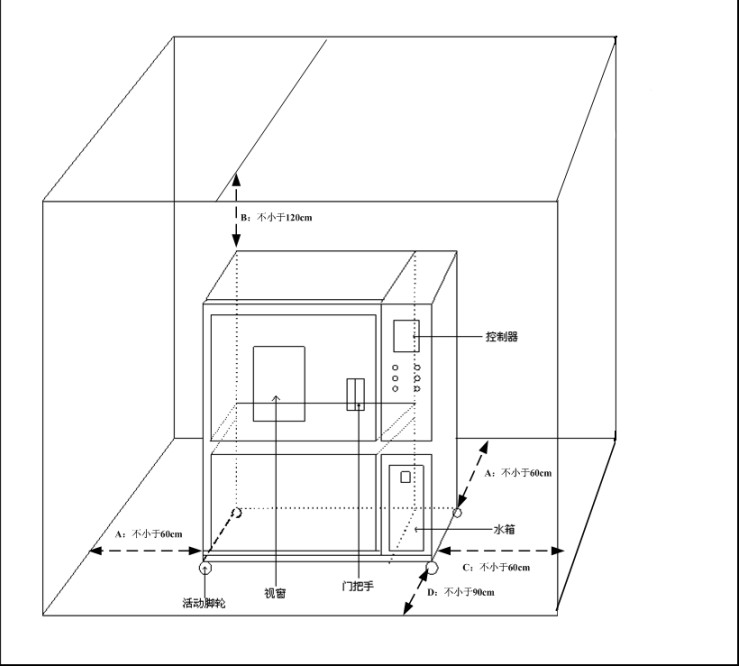 B：不小于120cm
控制器
A：不小于60cm
水箱
A：不小于60cm
C：不小于60cm
门把手
视窗
D：不小于90cm
活动脚轮